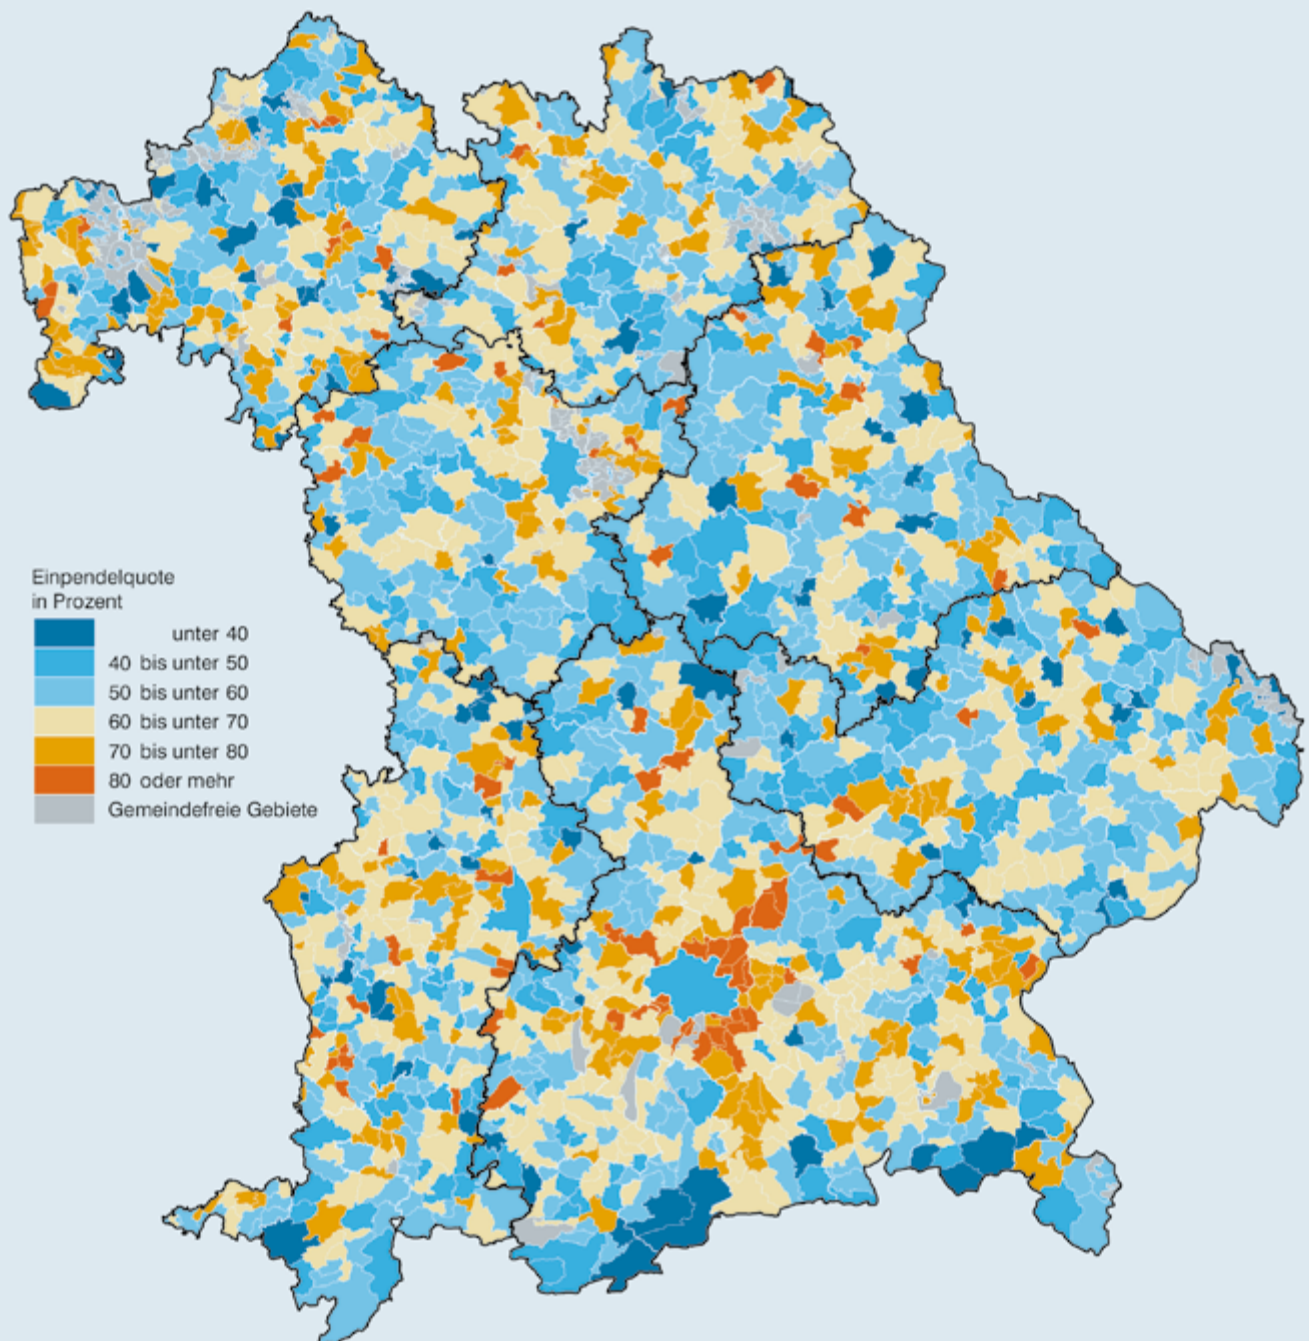 Einpendelquote
in Prozent
unter 40
40 bis unter 50
50 bis unter 60
60 bis unter 70
70 bis unter 80
80 oder mehr
Gemeindefreie Gebiete